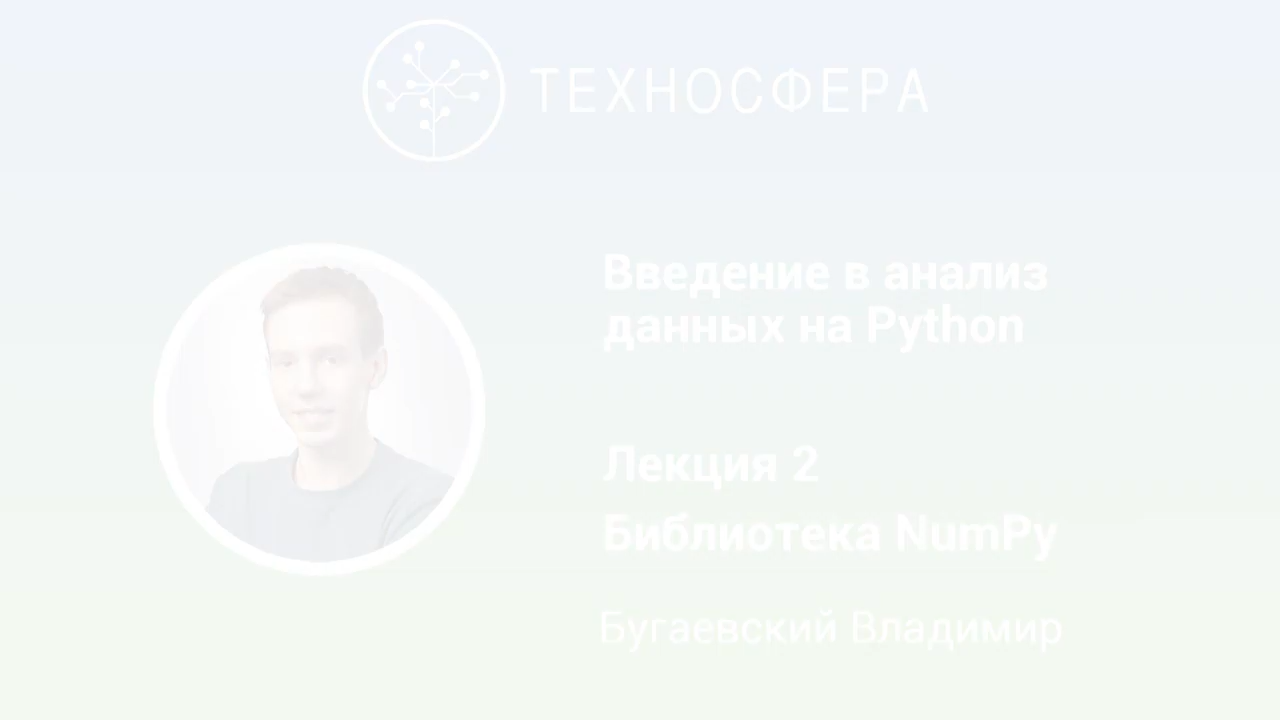 ТЕХНОСФЕРА
Введение в анализ
данных на Python
Лекция 2
Библиотека NumPy
Бугаевский Владимир